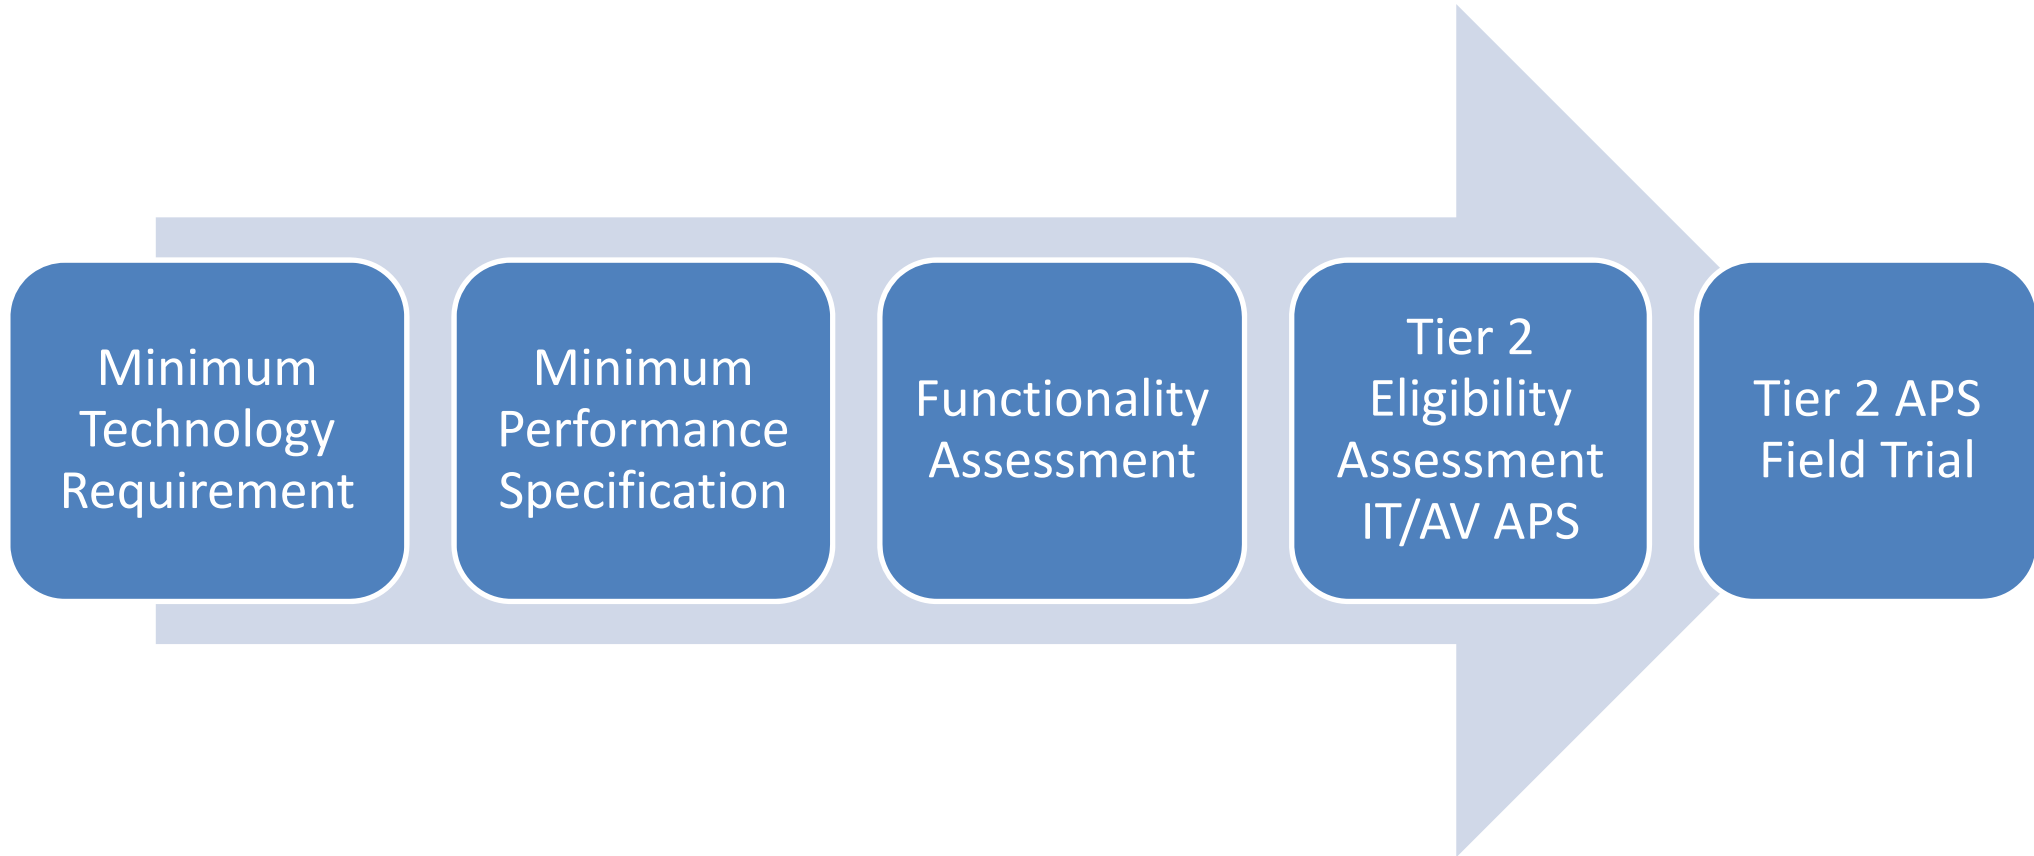 Minimum
Technology
Requirement
Minimum
Performance
Specification
Functionality
Assessment
Tier 2
Eligibility
Assessment
IT/AV APS
Tier 2 APS
Field Trial